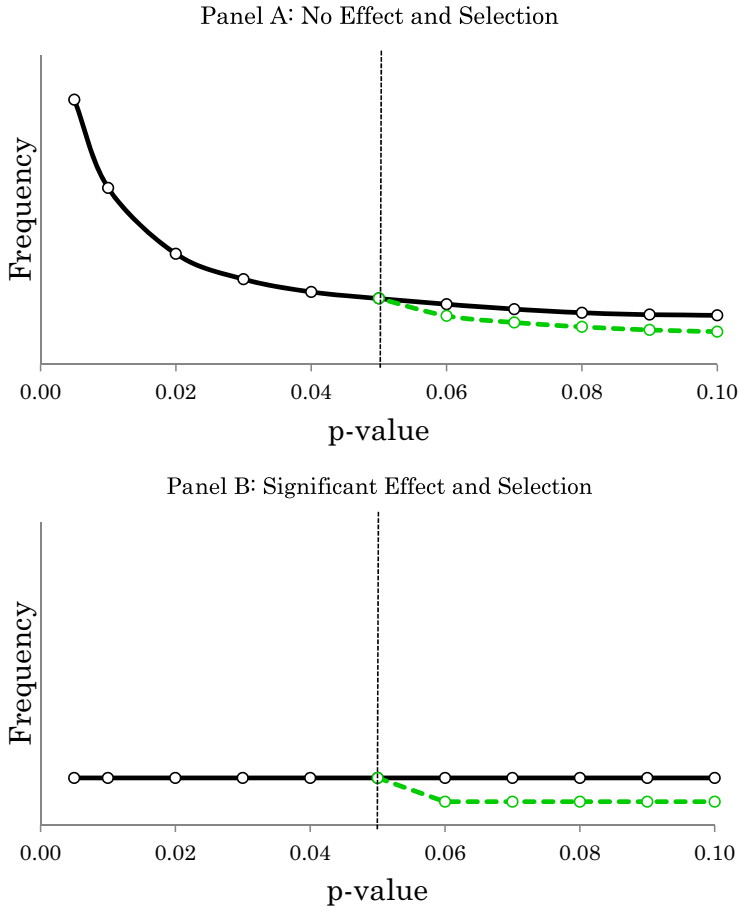 Panel A: No Effect and Selection
Frequency
0.00 0.02 0.04 0.06 0.08 0.10
p-value
Panel B: Significant Effect and Selection
Frequency
0.00 0.02 0.04 0.06 0.08 0.10
p-value